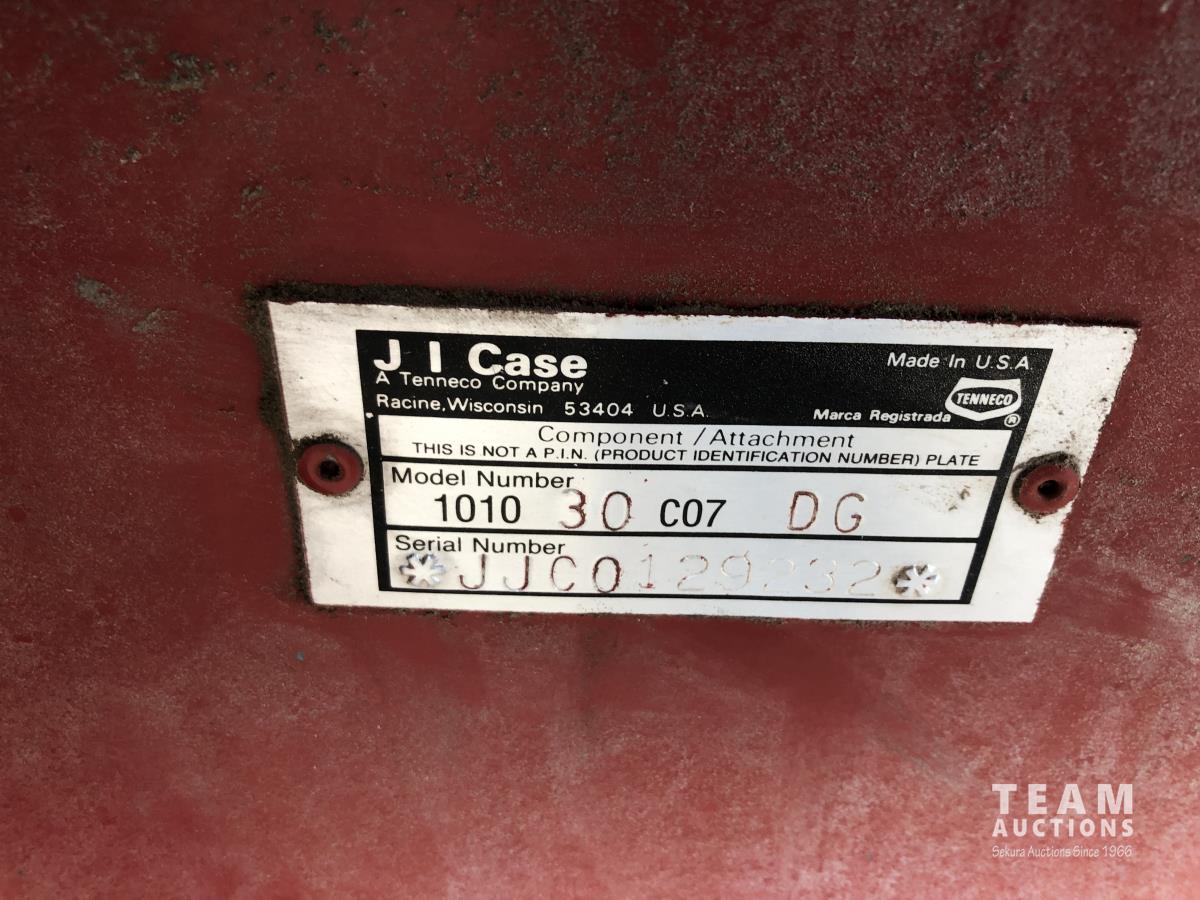 J I Case
A Tenneco Company
Racine, Wisconsin 53404 U.S.A.
Made In U.S.A.
TENNECO
Marca Registrada ®
Component / Attachment
THIS IS NOT A P.I.N. (PRODUCT IDENTIFICATION NUMBER) PLATE
Model Number
1010 30 C07 DG
Serial Number
*JJC0129232*
TEAM
AUCTIONS
Sekura Auctions Since 1966